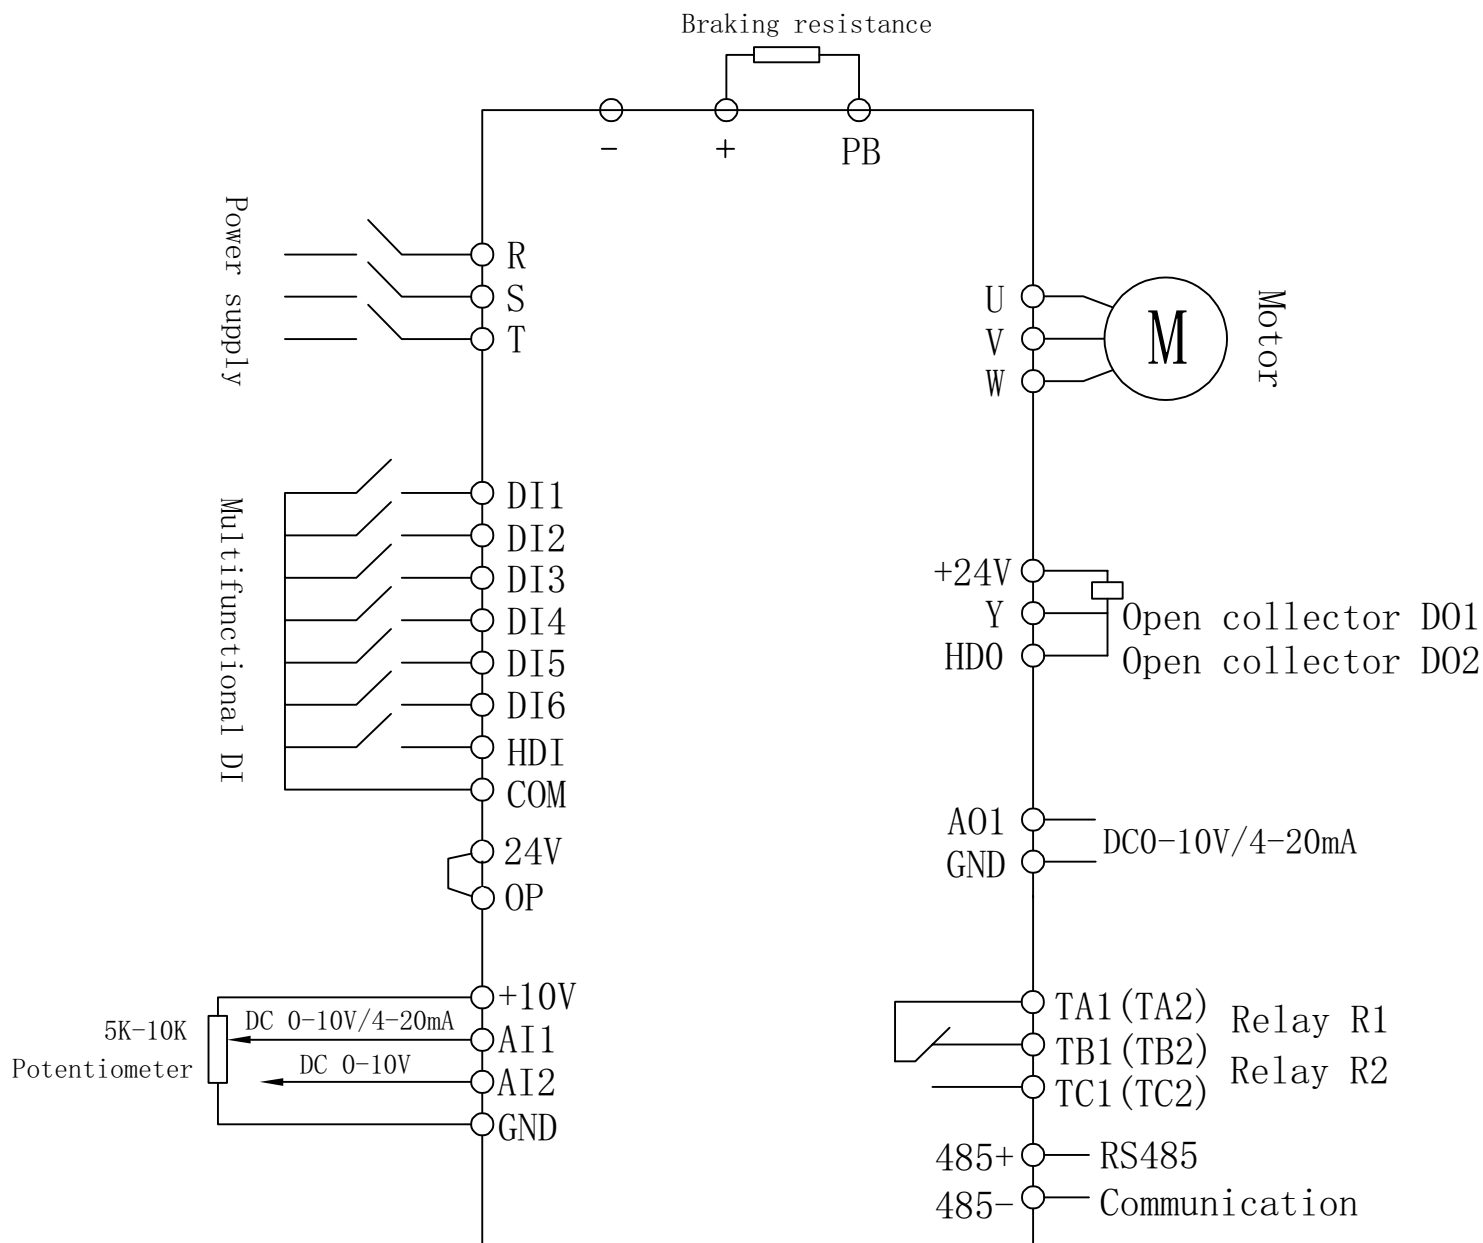 Braking resistance
-
+
PB
Power supply
R
S
T
U
V
W
M
Motor
Multifunctional DI
DI1
DI2
DI3
DI4
DI5
DI6
HDI
COM
24V
OP
+24V
Y
HDO
Open collector DO1
Open collector DO2
AO1
GND
DC0-10V/4-20mA
5K-10K
Potentiometer
DC 0-10V/4-20mA
DC 0-10V
+10V
AI1
AI2
GND
TA1(TA2)
TB1(TB2)
TC1(TC2)
Relay R1
Relay R2
485+
RS485
485-
Communication